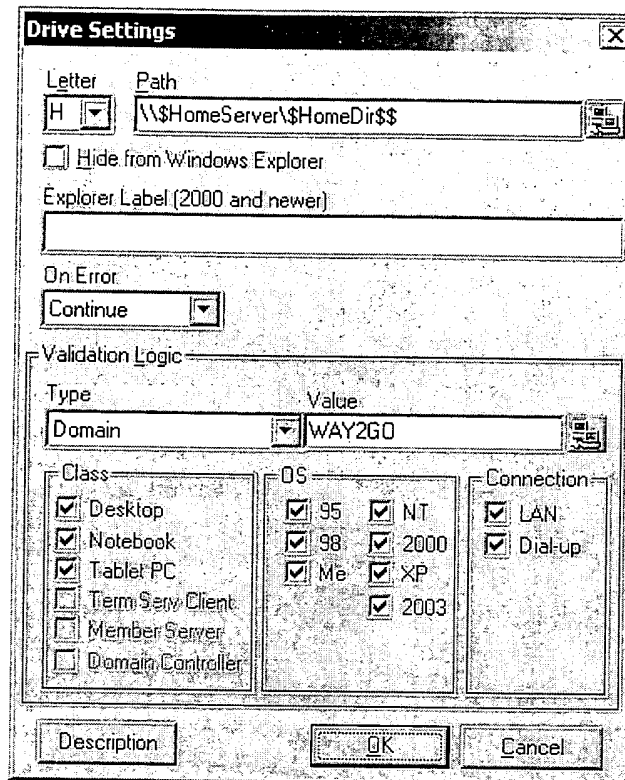 Drive Settings
Letter Path
H \\$HomeServer\$HomeDir$$
Hide from Windows Explorer
Explorer Label (2000 and newer)
On Error
Continue
Validation Logic
Type Value
Domain WAY2GO
Class OS Connection
Desktop 95 NT LAN
Notebook 98 2000 Dial-up
Tablet PC Me XP
Term Serv Client 2003
Member Server
Domain Controller
Description OK Cancel